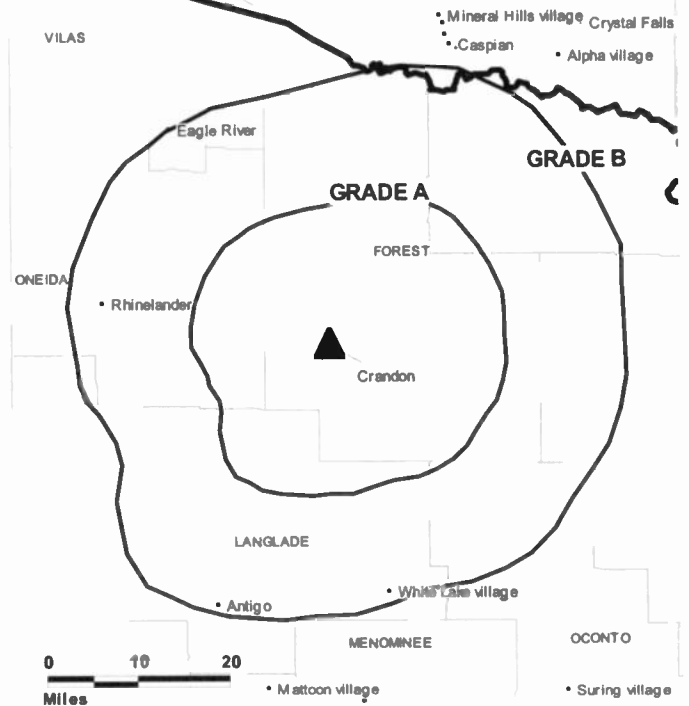 Mineral Hills village
Crystal Falls
VILAS
Caspian
Alpha village
Eagle River
GRADE B
GRADE A
FOREST
ONEIDA
Rhinelander
Crandon
LANGLADE
White Lake village
Antigo
MENOMINEE
OCONTO
0 10 20
Mattoon village
Suring village
Miles